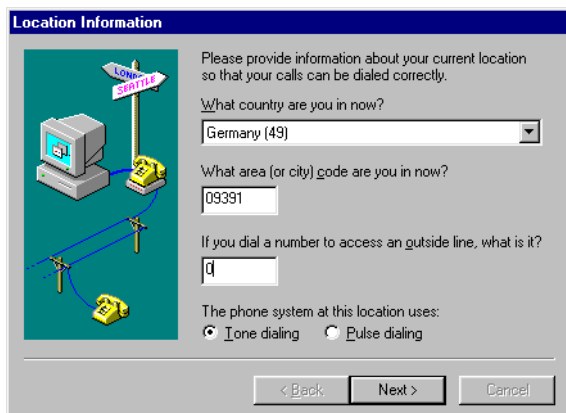 Location Information
LONDON
SEATTLE
Please provide information about your current location
so that your calls can be dialed correctly.
What country are you in now?
Germany (49)
What area (or city) code are you in now?
09391
If you dial a number to access an outside line, what is it?
0
The phone system at this location uses:
Tone dialing
Pulse dialing
< Back
Next >
Cancel